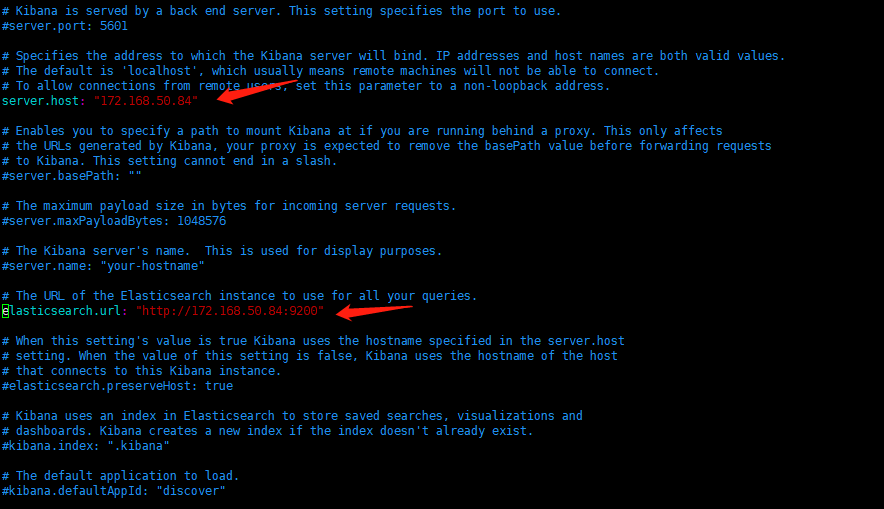 # Kibana is served by a back end server. This setting specifies the port to use.
#server.port: 5601
# Specifies the address to which the Kibana server will bind. IP addresses and host names are both valid values.
# The default is 'localhost', which usually means remote machines will not be able to connect.
# To allow connections from remote users, set this parameter to a non-loopback address.
server.host: "172.168.50.84"
# Enables you to specify a path to mount Kibana at if you are running behind a proxy. This only affects
# the URLs generated by Kibana, your proxy is expected to remove the basePath value before forwarding requests
# to Kibana. This setting cannot end in a slash.
#server.basePath: ""
# The maximum payload size in bytes for incoming server requests.
#server.maxPayloadBytes: 1048576
# The Kibana server's name.  This is used for display purposes.
#server.name: "your-hostname"
# The URL of the Elasticsearch instance to use for all your queries.
elasticsearch.url: "http://172.168.50.84:9200"
# When this setting's value is true Kibana uses the hostname specified in the server.host
# setting. When the value of this setting is false, Kibana uses the hostname of the host
# that connects to this Kibana instance.
#elasticsearch.preserveHost: true
# Kibana uses an index in Elasticsearch to store saved searches, visualizations and
# dashboards. Kibana creates a new index if the index doesn't already exist.
#kibana.index: ".kibana"
# The default application to load.
#kibana.defaultAppId: "discover"